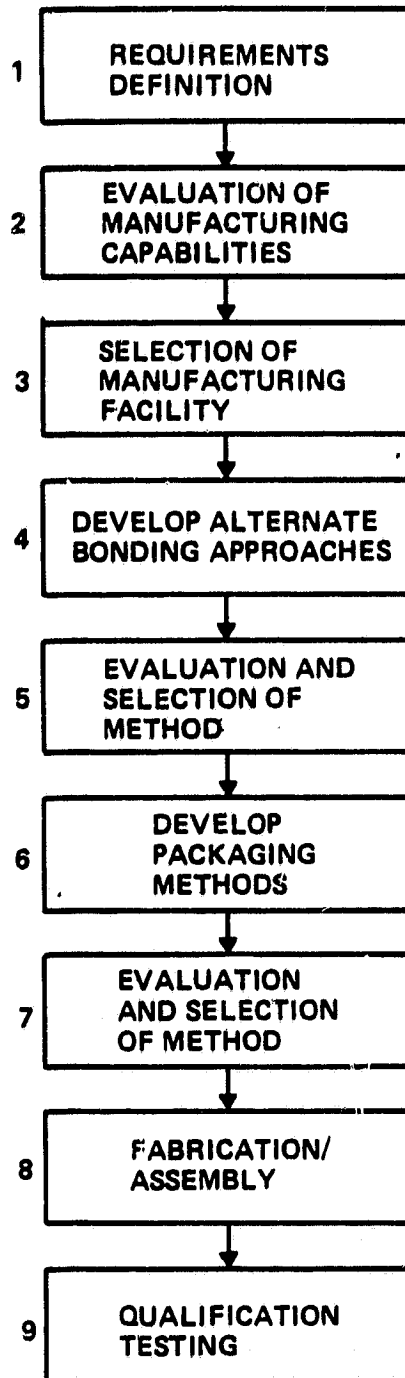 1
REQUIREMENTS
DEFINITION
2
EVALUATION OF
MANUFACTURING
CAPABILITIES
3
SELECTION OF
MANUFACTURING
FACILITY
4
DEVELOP ALTERNATE
BONDING APPROACHES
5
EVALUATION AND
SELECTION OF
METHOD
6
DEVELOP
PACKAGING
METHODS
7
EVALUATION
AND SELECTION
OF METHOD
8
FABRICATION/
ASSEMBLY
9
QUALIFICATION
TESTING